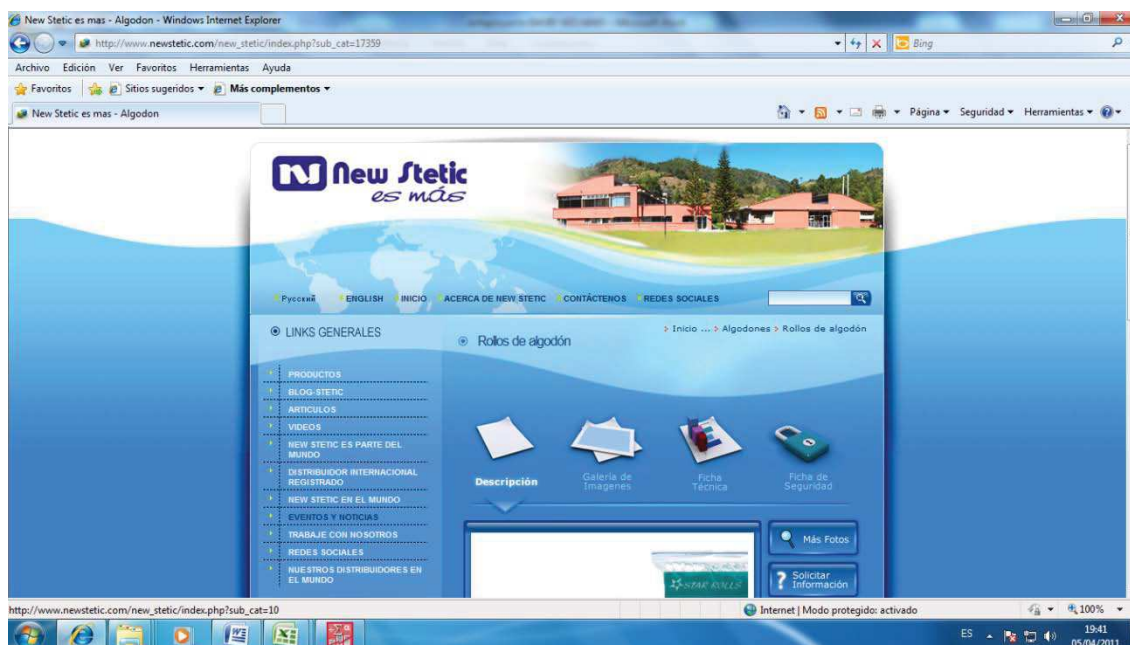 New Stetic es mas - Algodon - Windows Internet Explorer
http://www.newstetic.com/new_stetic/index.php?sub_cat=17359
Bing
Archivo Edición Ver Favoritos Herramientas Ayuda
Favoritos Sitios sugeridos Más complementos
New Stetic es mas - Algodon
Página Seguridad Herramientas
New Stetic
es más
Русский ENGLISH INICIO ACERCA DE NEW STETIC CONTÁCTENOS REDES SOCIALES
LINKS GENERALES
> Inicio ... > Algodones > Rollos de algodón
Rollos de algodón
PRODUCTOS
BLOG-STETIC
ARTICULOS
VIDEOS
NEW STETIC ES PARTE DEL
MUNDO
DISTRIBUIDOR INTERNACIONAL
REGISTRADO
NEW STETIC EN EL MUNDO
EVENTOS Y NOTICIAS
TRABAJE CON NOSOTROS
REDES SOCIALES
NUESTROS DISTRIBUIDORES EN
EL MUNDO
Descripción
Galería de
Imagenes
Ficha
Técnica
Ficha de
Seguridad
Más Fotos
Solicitar
Información
STAR ROLLS
http://www.newstetic.com/new_stetic/index.php?sub_cat=10
Internet | Modo protegido: activado
100%
ES
19:41
05/04/2011